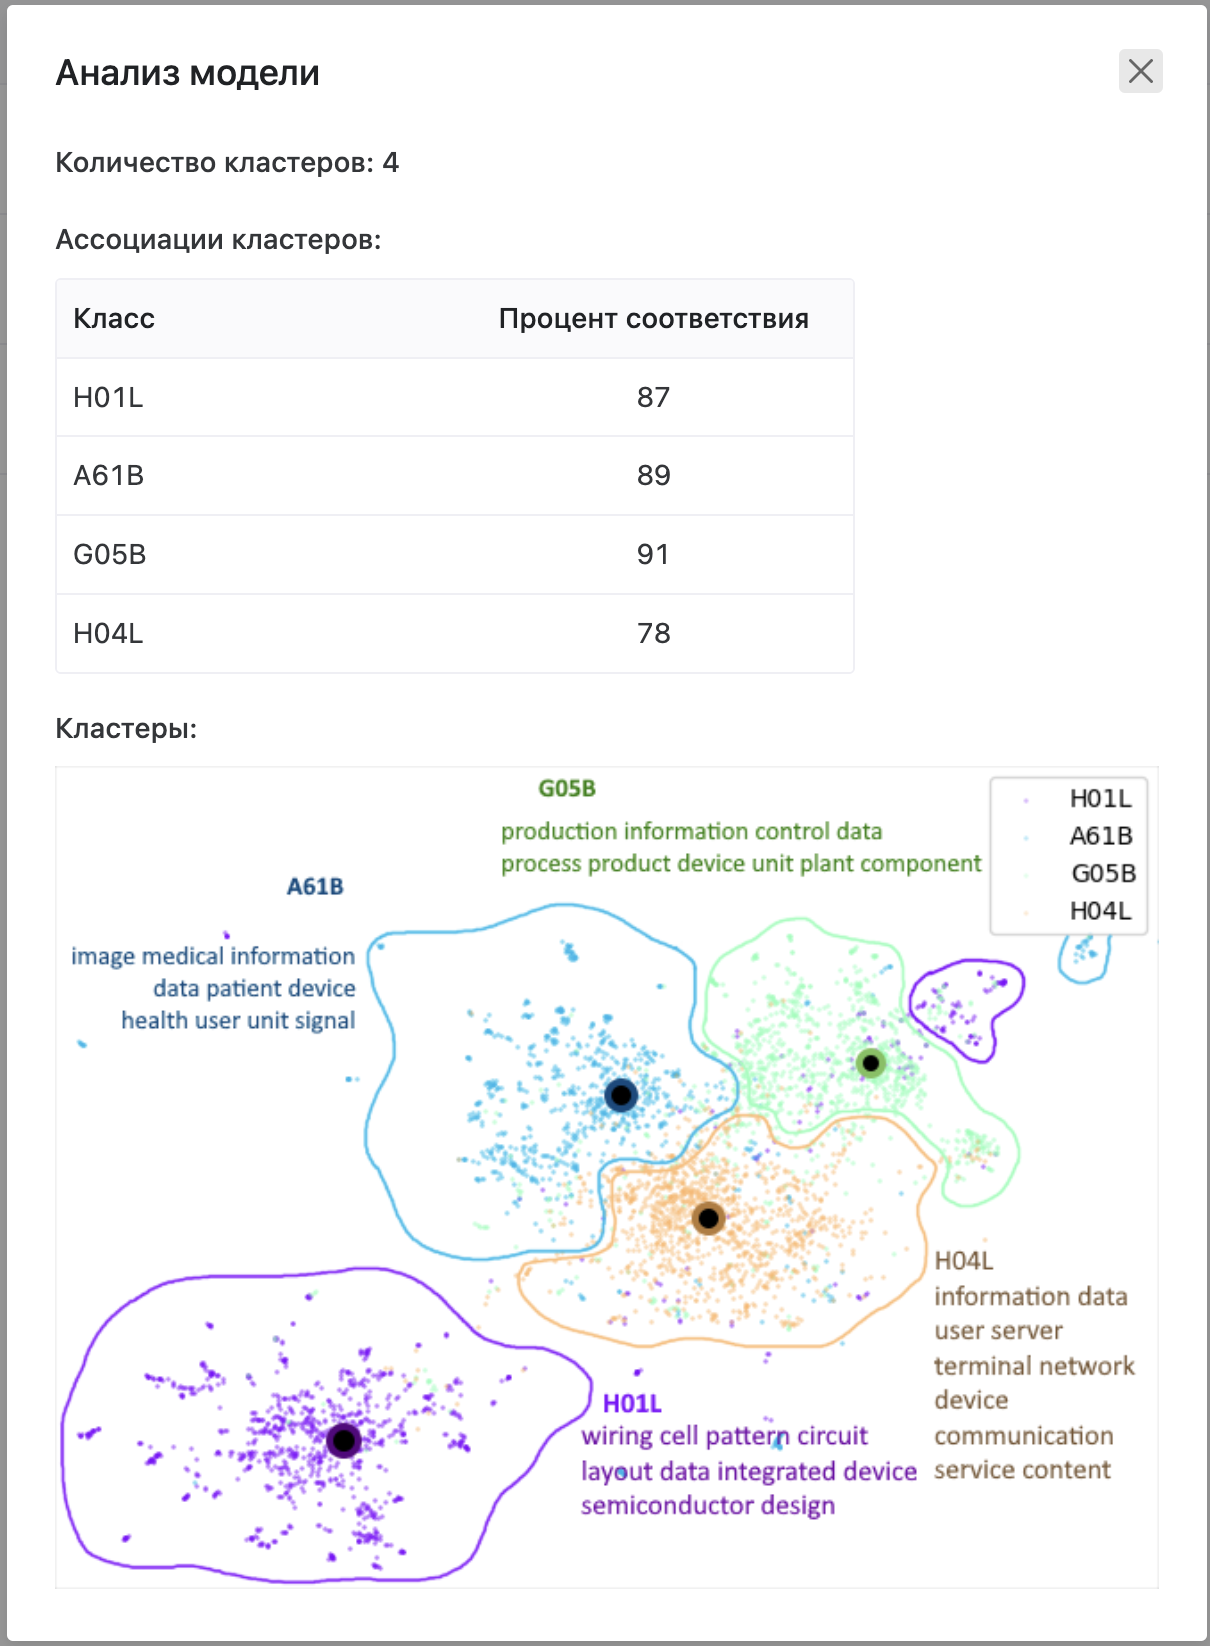 Анализ модели
Количество кластеров: 4
Ассоциации кластеров:
Класс Процент соответствия
H01L 87
A61B 89
G05B 91
H04L 78
Кластеры:
G05B
production information control data
process product device unit plant component
H01L
A61B
G05B
H04L
A61B
image medical information
data patient device
health user unit signal
H04L
information data
user server
terminal network
device
communication
service content
H01L
wiring cell pattern circuit
layout data integrated device
semiconductor design